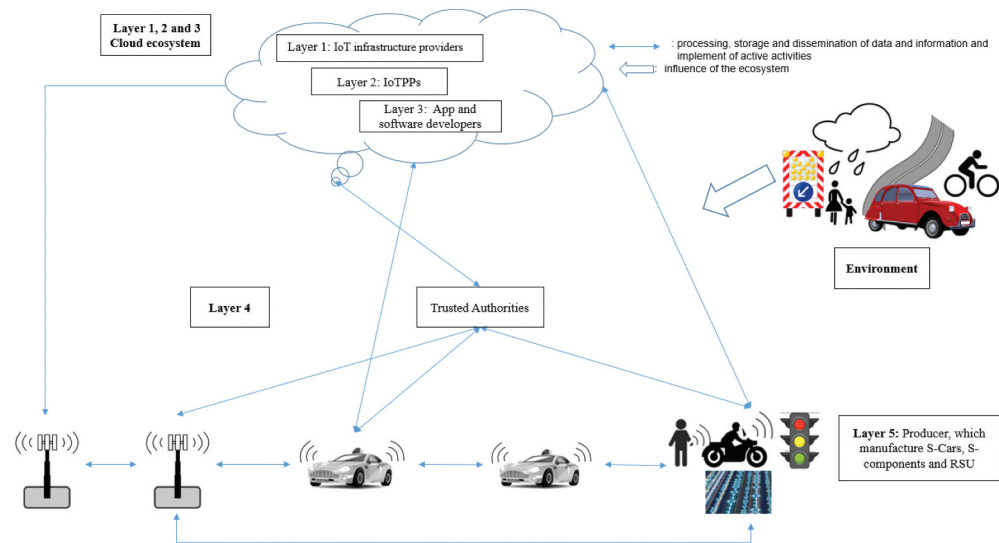 Layer 1, 2 and 3
Cloud ecosystem
Layer 1: IoT infrastructure providers
Layer 2: IoTPPs
Layer 3: App and
software developers
: processing, storage and dissemination of data and information and
implement of active activities
: influence of the ecosystem
Environment
Layer 4
Trusted Authorities
Layer 5: Producer, which
manufacture S-Cars, S-
components and RSU